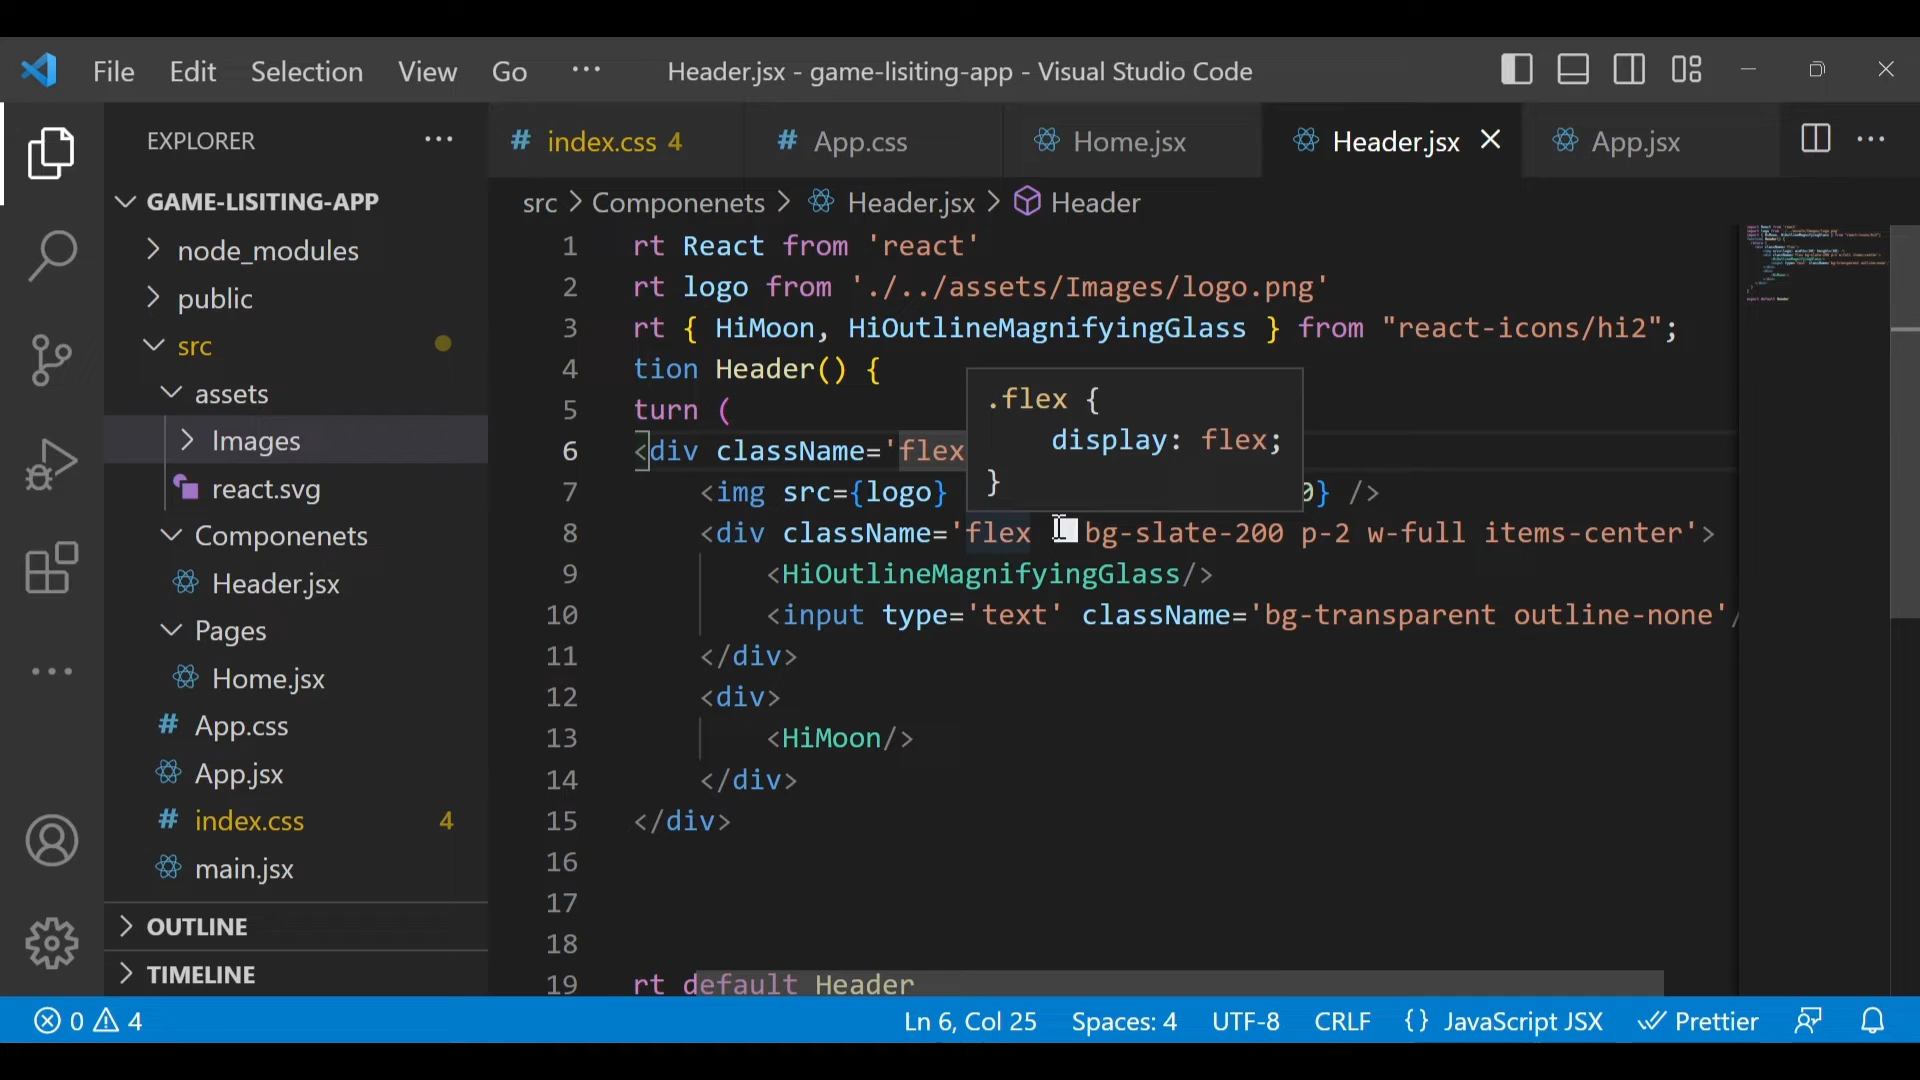 File Edit Selection View Go ··· Header.jsx - game-lisiting-app - Visual Studio Code
EXPLORER ···
GAME-LISITING-APP
node_modules
public
src
assets
Images
react.svg
Componenets
Header.jsx
Pages
Home.jsx
App.css
App.jsx
index.css 4
main.jsx
OUTLINE
TIMELINE
index.css 4 App.css Home.jsx Header.jsx App.jsx
src > Componenets > Header.jsx > Header
1 rt React from 'react'
2 rt logo from './../assets/Images/logo.png'
3 rt { HiMoon, HiOutlineMagnifyingGlass } from "react-icons/hi2";
4 tion Header() {
5 turn (
6 <div className='flex
7 <img src={logo} 0} />
8 <div className='flex bg-slate-200 p-2 w-full items-center'>
9 <HiOutlineMagnifyingGlass/>
10 <input type='text' className='bg-transparent outline-none'/
11 </div>
12 <div>
13 <HiMoon/>
14 </div>
15 </div>
16
17
18
19 rt default Header
.flex {
display: flex;
}
0 4 Ln 6, Col 25 Spaces: 4 UTF-8 CRLF {} JavaScript JSX Prettier